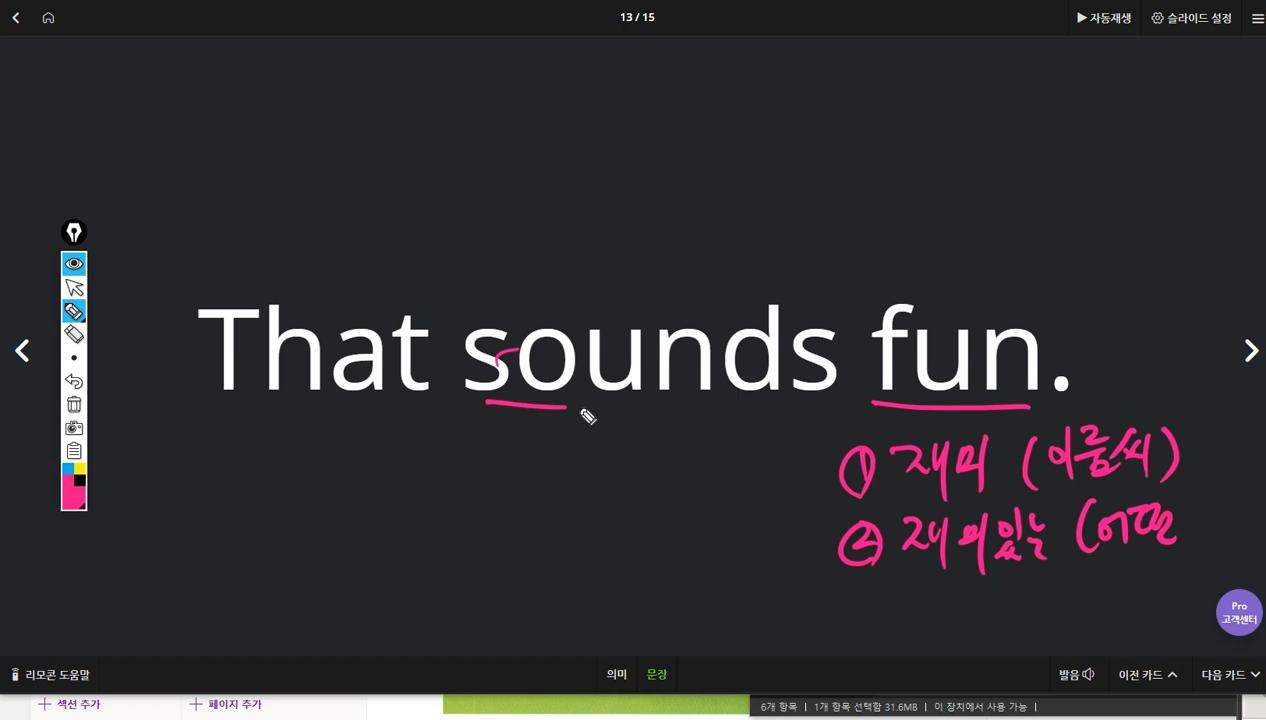 13 / 15
자동재생
슬라이드 설정
That sounds fun.
① 재미 (이름씨)
② 재미있는 (어떤
Pro
고객센터
리모콘 도움말
의미
문장
발음
이전 카드
다음 카드
섹션 추가
페이지 추가
6개 항목 | 1개 항목 선택함 31.6MB | 이 장치에서 사용 가능 |